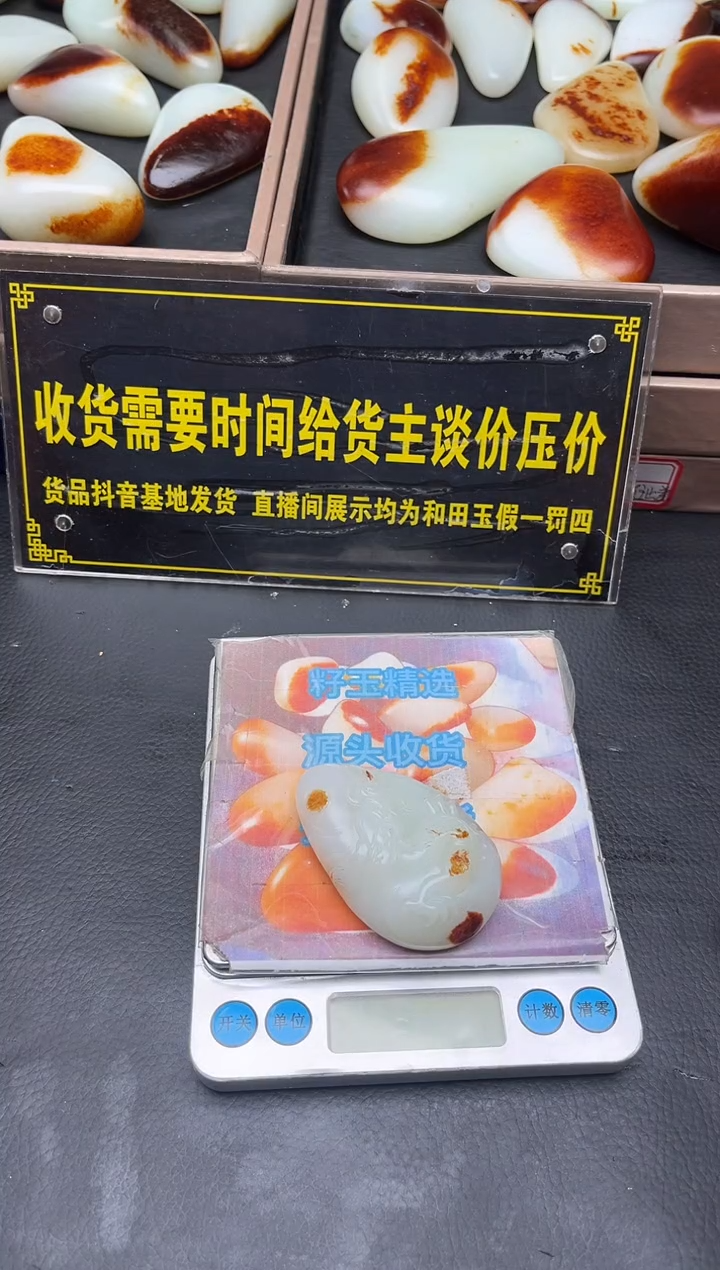 收货需要时间给货主谈价压价
货品抖音基地发货 直播间展示均为和田玉假一罚四
籽玉精选
源头收货
开关
单位
计数
清零